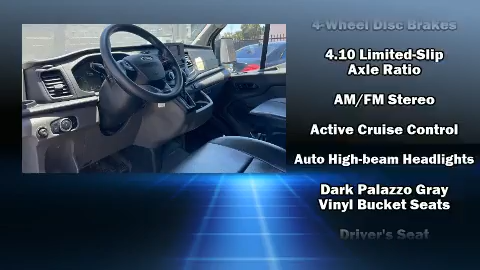 4-Wheel Disc Brakes
4.10 Limited-Slip
Axle Ratio
AM/FM Stereo
Active Cruise Control
Auto High-beam Headlights
Dark Palazzo Gray
Vinyl Bucket Seats
Driver's Seat